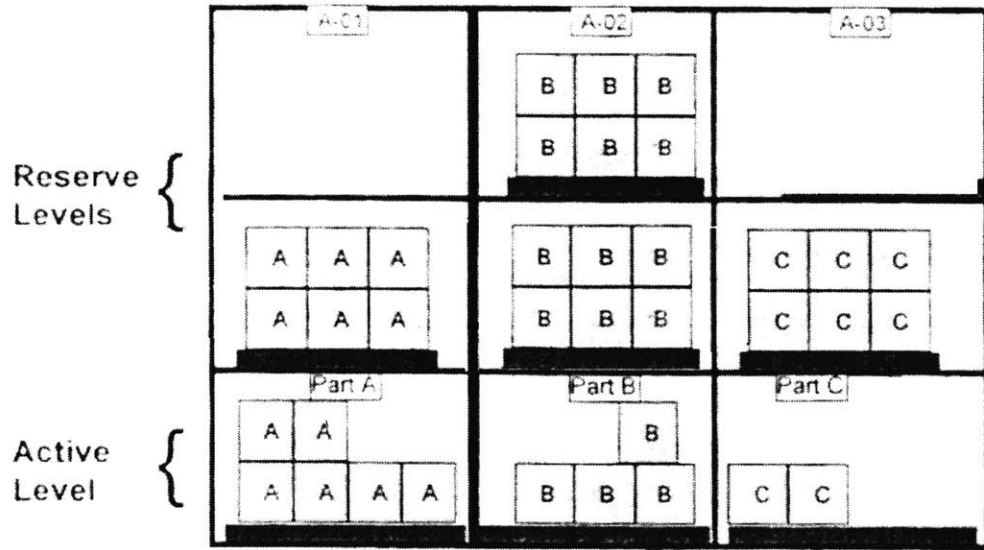 A-01 A-02 A-03
B B B
B B B
Reserve
Levels
A A A B B B C C C
A A A B B B C C C
Part A Part B Part C
Active
Level
A A B
A A A A B B B C C